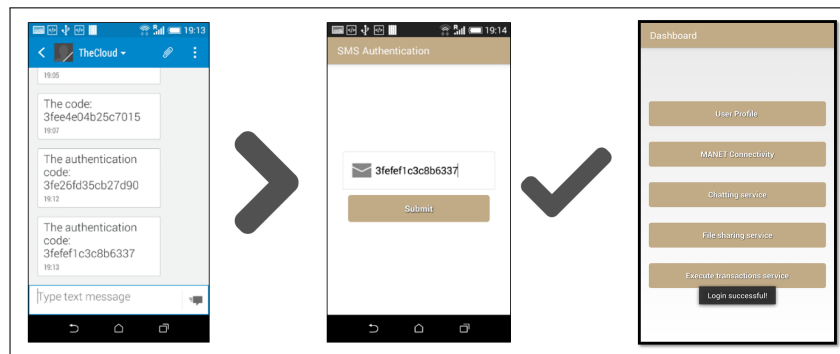 19:13
TheCloud
19:05
The code:
3fee4e04b25c7015
19:07
The authentication
code:
3fe26fd35cb27d90
19:12
The authentication
code:
3fefef1c3c8b6337
19:13
Type text message
19:14
SMS Authentication
3fefef1c3c8b6337
Submit
Dashboard
User Profile
MANET Connectivity
Chatting service
File sharing service
Execute transactions service
Login successful!